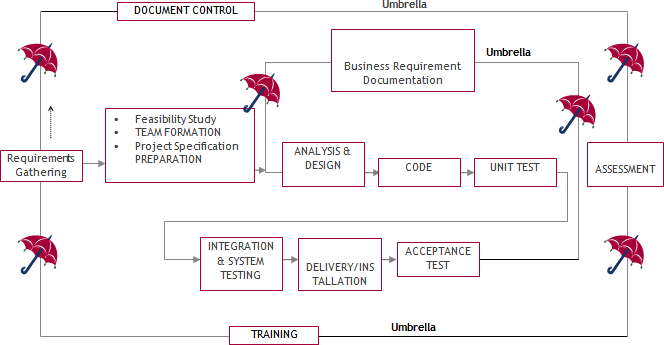 Umbrella
DOCUMENT CONTROL
Umbrella
Business Requirement
Documentation
• Feasibility Study
• TEAM FORMATION
• Project Specification
PREPARATION
Requirements
Gathering
ANALYSIS &
DESIGN
CODE
UNIT TEST
ASSESSMENT
INTEGRATION
& SYSTEM
TESTING
DELIVERY/INS
TALLATION
ACCEPTANCE
TEST
TRAINING
Umbrella